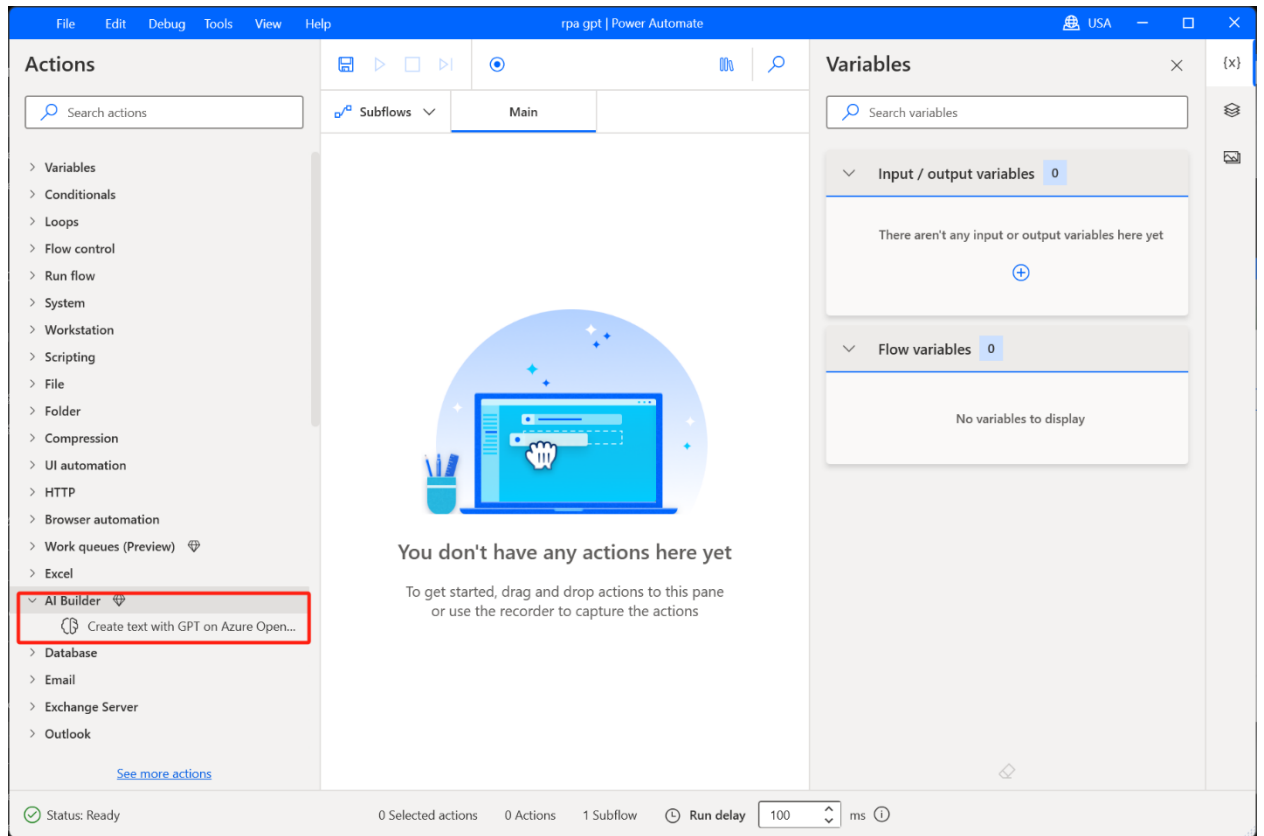 File Edit Debug Tools View Help
rpa gpt | Power Automate
USA
Actions
Search actions
Variables
Conditionals
Loops
Flow control
Run flow
System
Workstation
Scripting
File
Folder
Compression
UI automation
HTTP
Browser automation
Work queues (Preview)
Excel
AI Builder
Create text with GPT on Azure Open...
Database
Email
Exchange Server
Outlook
See more actions
Subflows
Main
You don't have any actions here yet
To get started, drag and drop actions to this pane
or use the recorder to capture the actions
Variables
{x}
Search variables
Input / output variables 0
There aren't any input or output variables here yet
Flow variables 0
No variables to display
Status: Ready
0 Selected actions
0 Actions
1 Subflow
Run delay
100
ms